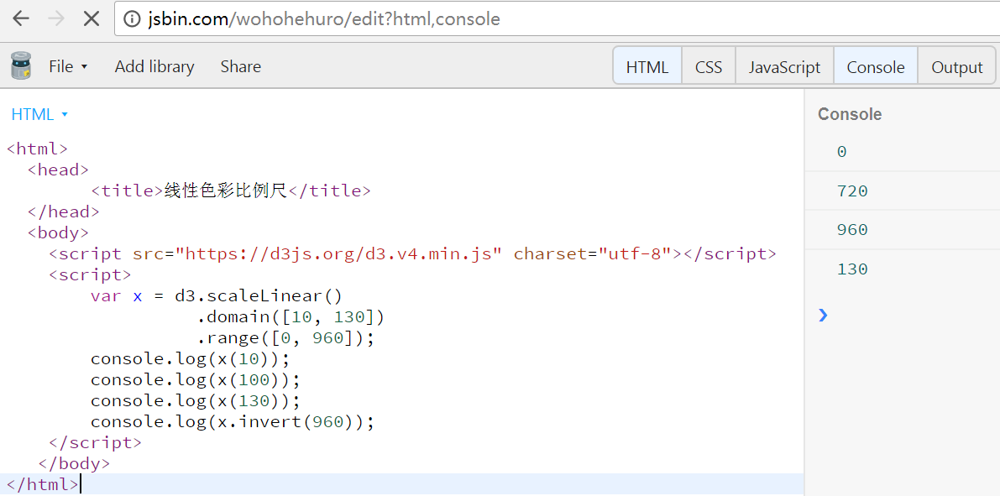 jsbin.com/wohohehuro/edit?html,console
File Add library Share HTML CSS JavaScript Console Output
HTML
<html>
<head>
<title>线性色彩比例尺</title>
</head>
<body>
<script src="https://d3js.org/d3.v4.min.js" charset="utf-8"></script>
<script>
var x = d3.scaleLinear()
.domain([10, 130])
.range([0, 960]);
console.log(x(10));
console.log(x(100));
console.log(x(130));
console.log(x.invert(960));
</script>
</body>
</html>
Console
0
720
960
130